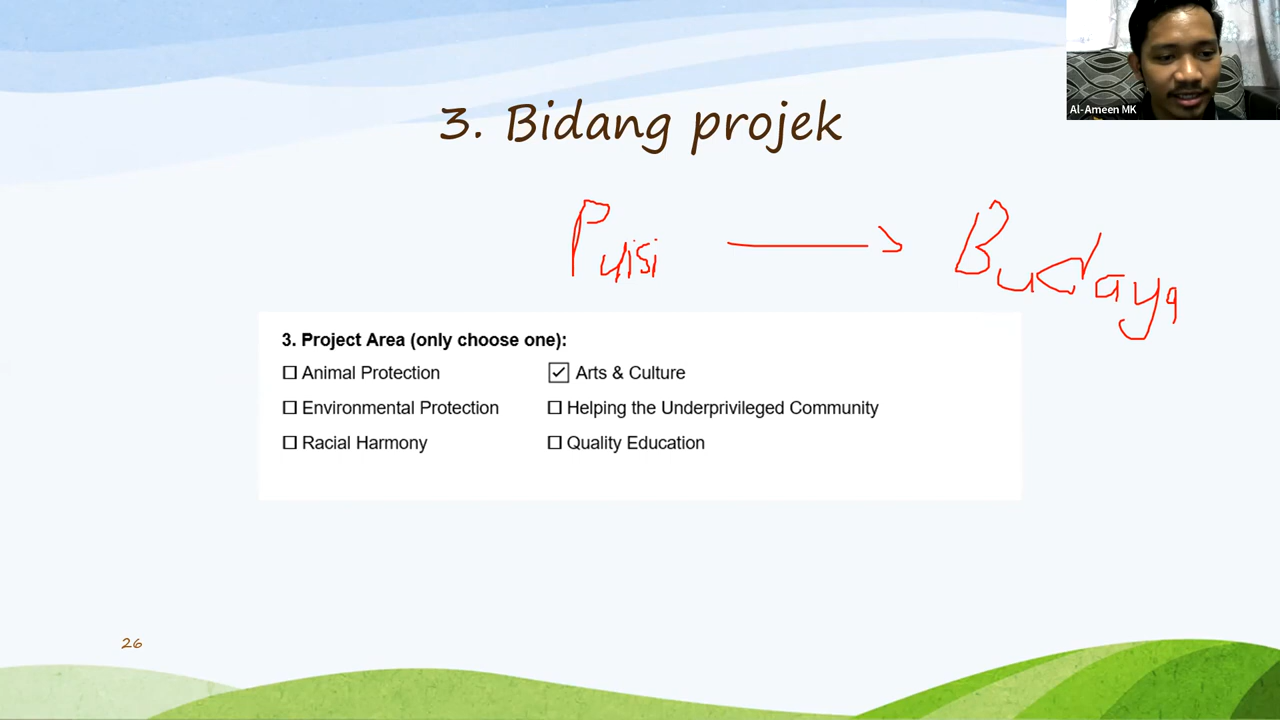 Al-Ameen MK
3. Bidang projek
Puisi → Budaya
3. Project Area (only choose one):
☐ Animal Protection ☑ Arts & Culture
☐ Environmental Protection ☐ Helping the Underprivileged Community
☐ Racial Harmony ☐ Quality Education
26